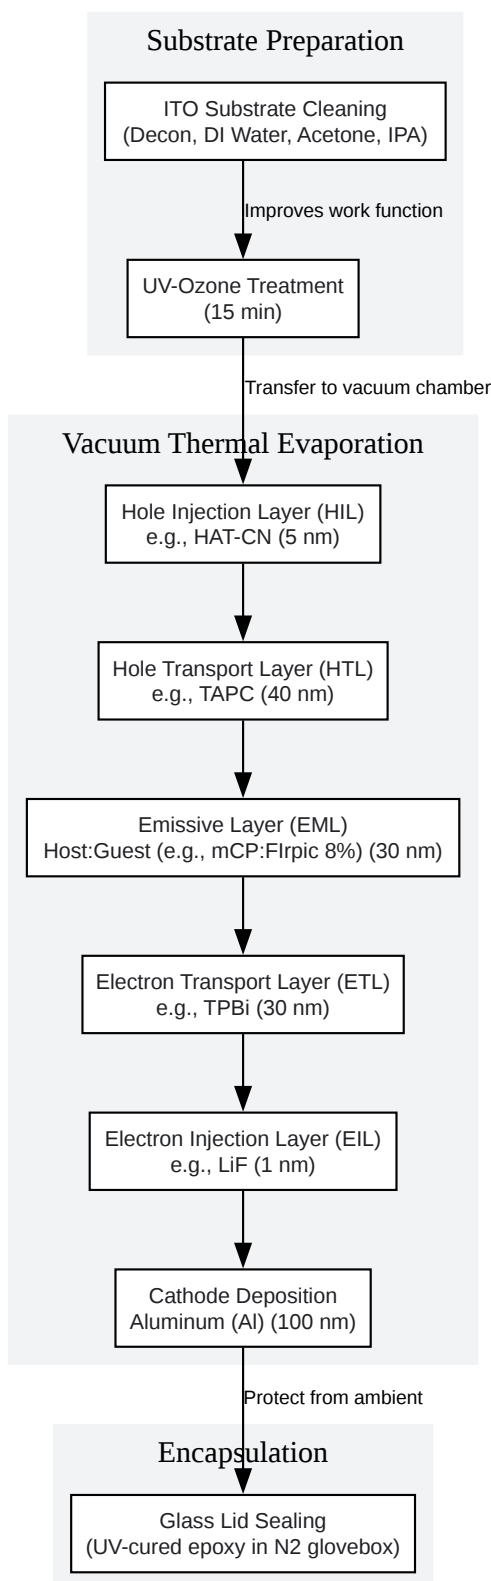 Substrate Preparation
ITO Substrate Cleaning
(Decon, DI Water, Acetone, IPA)
Improves work function
UV-Ozone Treatment
(15 min)
Transfer to vacuum chamber
Vacuum Thermal Evaporation
Hole Injection Layer (HIL)
e.g., HAT-CN (5 nm)
Hole Transport Layer (HTL)
e.g., TAPC (40 nm)
Emissive Layer (EML)
Host:Guest (e.g., mCP:FIrpic 8%) (30 nm)
Electron Transport Layer (ETL)
e.g., TPBi (30 nm)
Electron Injection Layer (EIL)
e.g., LiF (1 nm)
Cathode Deposition
Aluminum (Al) (100 nm)
Protect from ambient
Encapsulation
Glass Lid Sealing
(UV-cured epoxy in N2 glovebox)